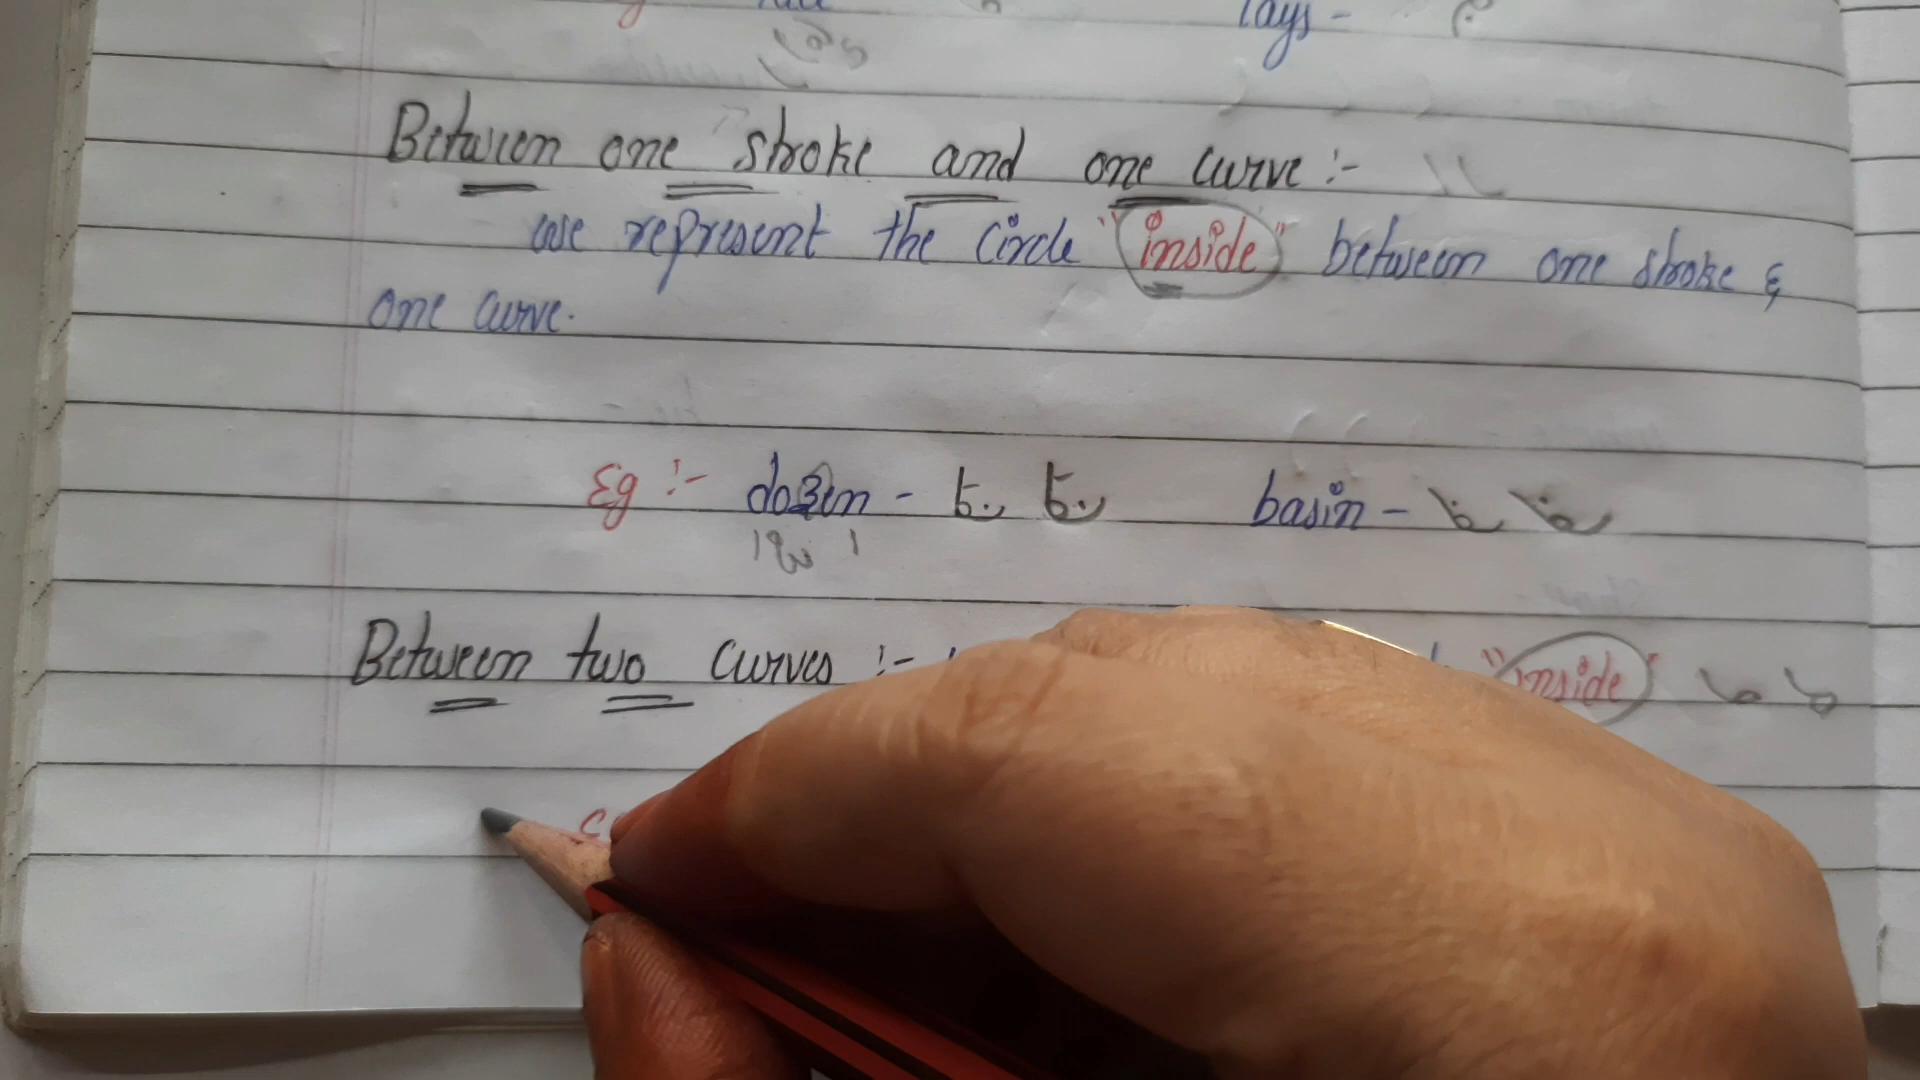 lays -
Between one stroke and one curve :-
we represent the circle "inside" between one stroke &
one curve.
Eg :- dozen - basin -
Between two curves :- "inside"